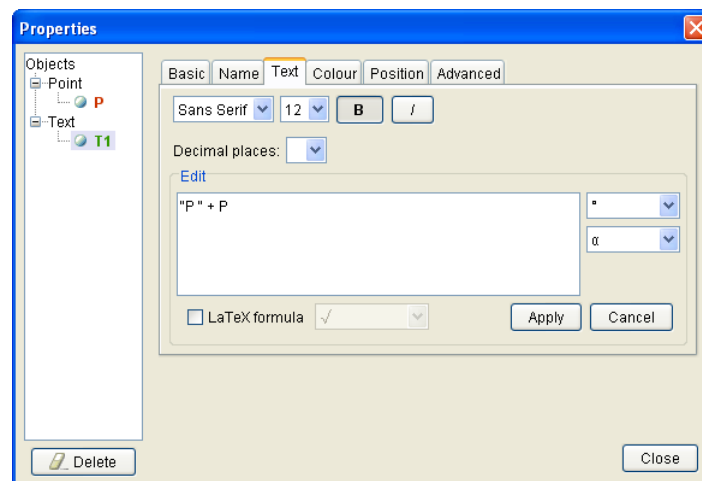 Properties
Objects
Point
P
Text
T1
Delete
Basic Name Text Colour Position Advanced
Sans Serif 12 B I
Decimal places:
Edit
"P " + P
°
α
LaTeX formula √
Apply Cancel
Close